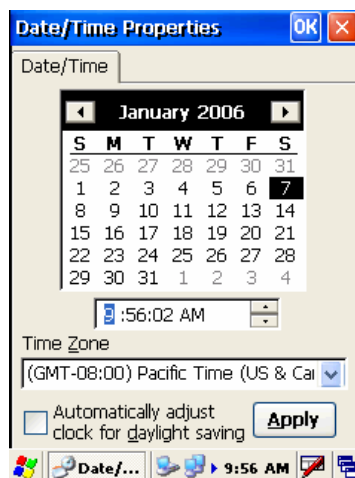 Date/Time Properties OK
Date/Time
January 2006
S M T W T F S
25 26 27 28 29 30 31
1 2 3 4 5 6 7
8 9 10 11 12 13 14
15 16 17 18 19 20 21
22 23 24 25 26 27 28
29 30 31 1 2 3 4
9 :56:02 AM
Time Zone
(GMT-08:00) Pacific Time (US & Ca
Automatically adjust
clock for daylight saving
Apply
Date/... 9:56 AM